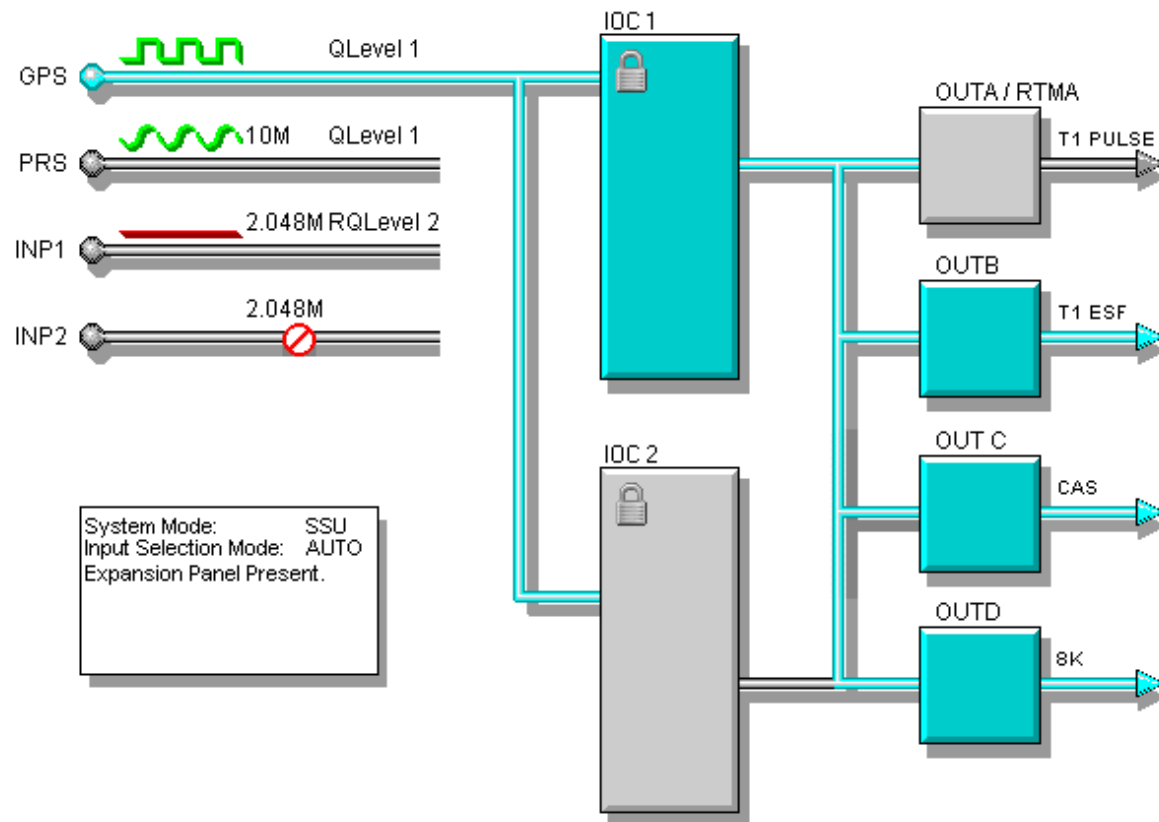 IOC 1
QLevel 1
GPS
OUTA / RTMA
10M QLevel 1
T1 PULSE
PRS
2.048M RQLevel 2
INP1
OUTB
2.048M
T1 ESF
INP2
OUT C
IOC 2
CAS
System Mode: SSU
Input Selection Mode: AUTO
Expansion Panel Present.
OUTD
8K